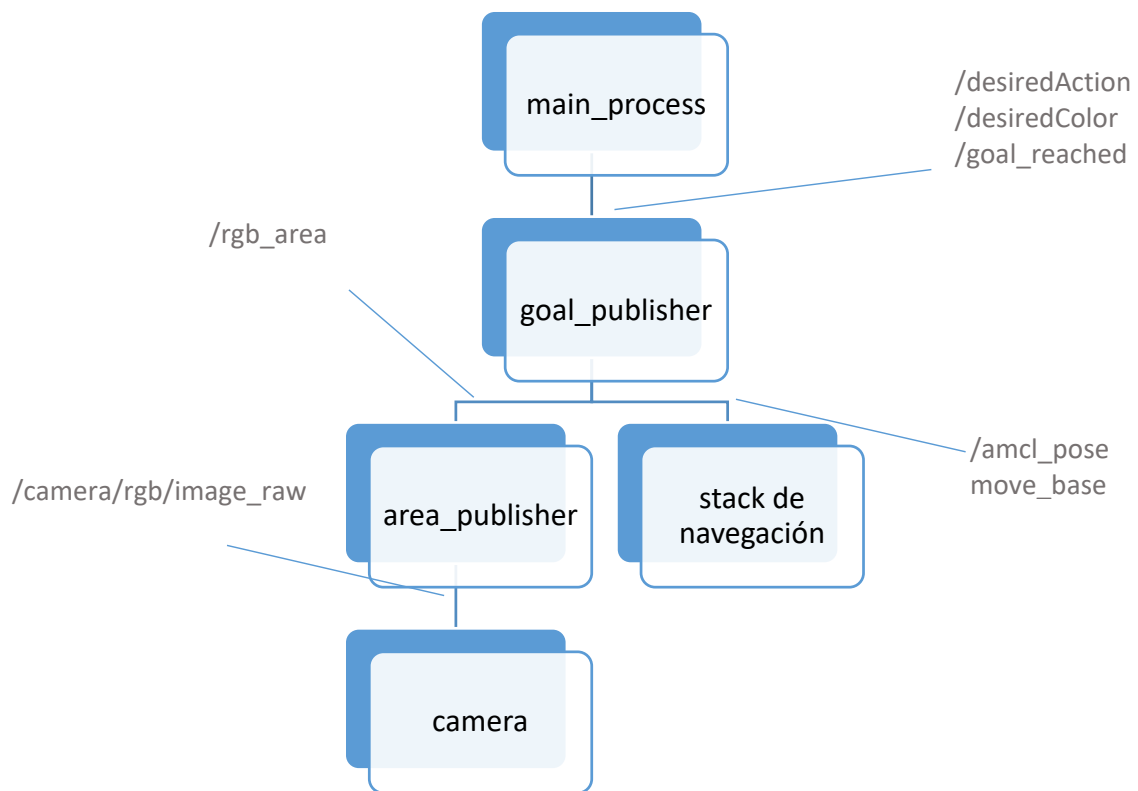 main_process
/desiredAction
/desiredColor
/goal_reached
/rgb_area
goal_publisher
/camera/rgb/image_raw
area_publisher
stack de
navegación
/amcl_pose
move_base
camera